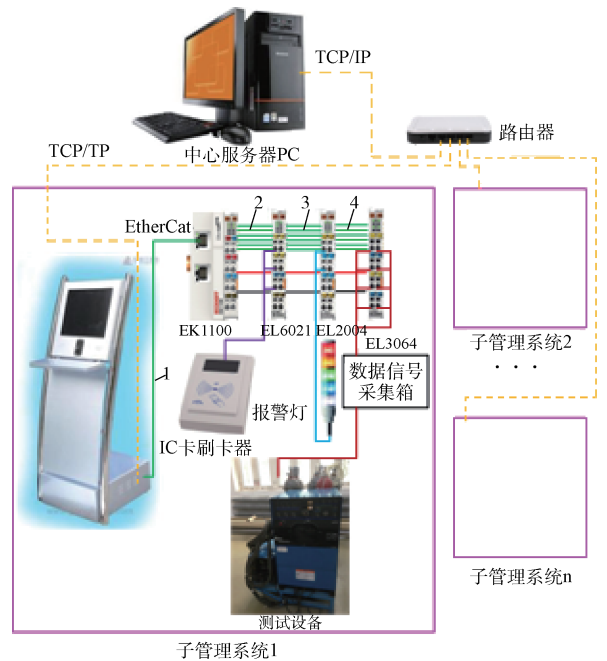 TCP/IP
路由器
中心服务器PC
TCP/TP
EtherCat
2
3
4
EK1100
EL6021
EL2004
EL3064
子管理系统2
· · ·
数据信号
采集箱
1
报警灯
IC卡刷卡器
子管理系统n
测试设备
子管理系统1